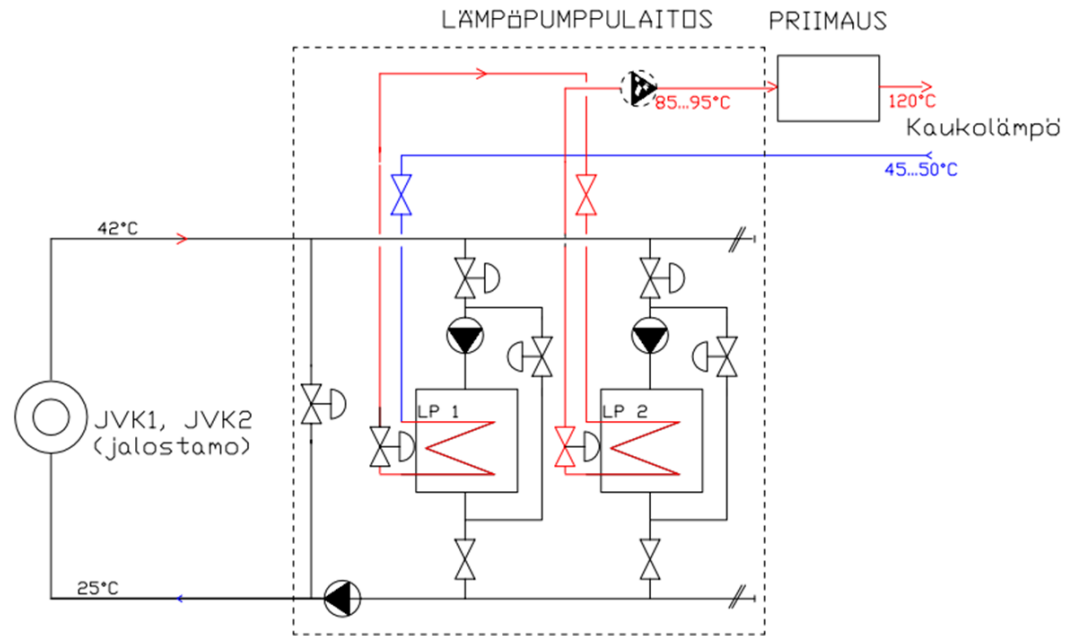 LÄMPÖPUMPPULAITOS
PRIIMAUS
85...95°C
120°C
Kaukolämpö
45...50°C
42°C
LP 1
LP 2
JVK1, JVK2
(jalostamo)
25°C